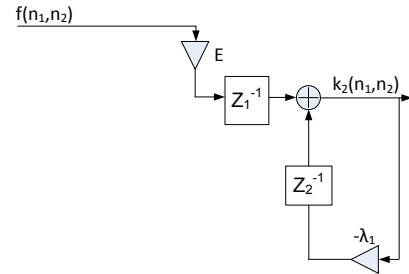 f(n₁,n₂)
E
Z₁⁻¹
k₂(n₁,n₂)
Z₂⁻¹
-λ₁